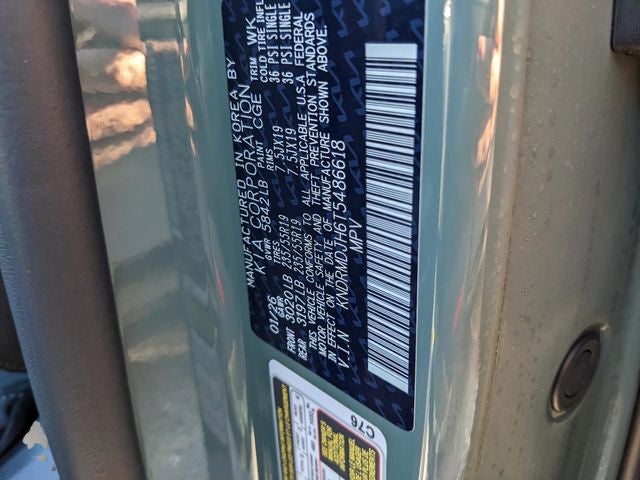 MANUFACTURED IN KOREA BY
KIA CORPORATION
01/26 GVWR 5842LB PAINT CGE TRIM WK
GAWR TIRES RIMS COLD TIRE INFL
FRONT 3020LB 235/55R19 7.5JX19 36 PSI SINGLE
REAR 3197LB 235/55R19 7.5JX19 36 PSI SINGLE
THIS VEHICLE CONFORMS TO ALL APPLICABLE U.S.A FEDERAL
MOTOR VEHICLE SAFETY AND THEFT PREVENTION STANDARDS
IN EFFECT ON THE DATE OF MANUFACTURE SHOWN ABOVE.
V.I.N KNDRMDJH6T5486618
MPV
C76